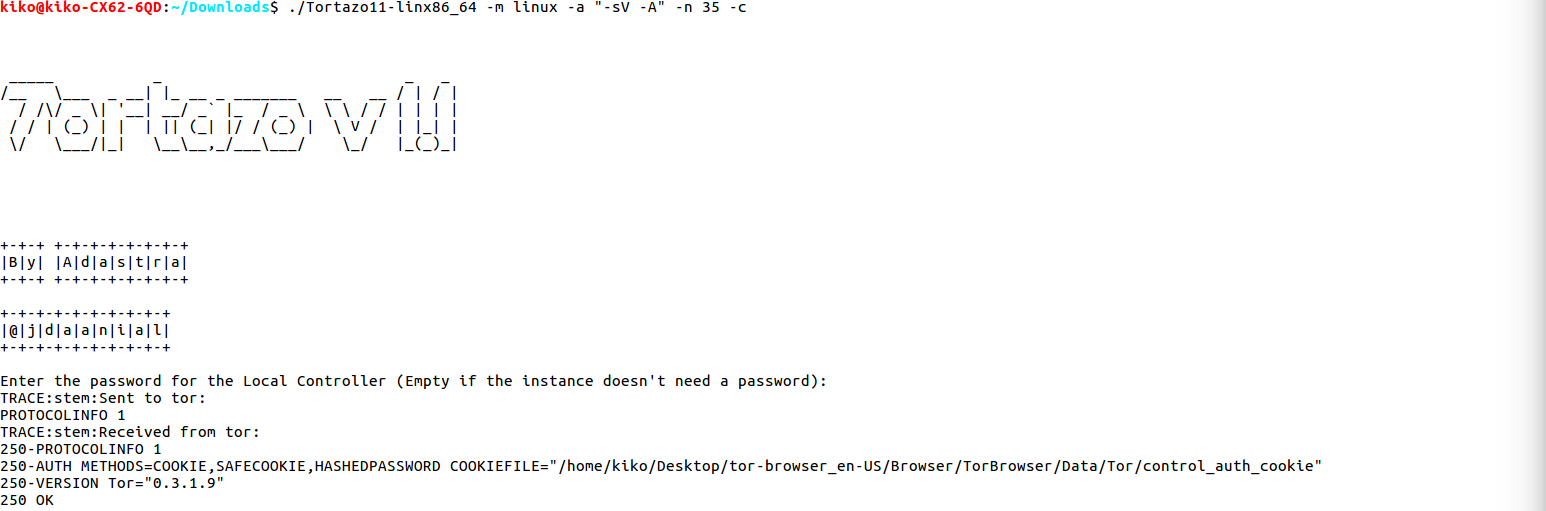 kiko@kiko-CX62-6QD:~/Downloads$ ./Tortazo11-linx86_64 -m linux -a "-sV -A" -n 35 -c
Tortazo v1.1
+-+-+ +-+-+-+-+-+-+-+
|B|y| |A|d|a|s|t|r|a|
+-+-+ +-+-+-+-+-+-+-+
+-+-+-+-+-+-+-+-+-+
|@|j|d|a|a|n|i|a|l|
+-+-+-+-+-+-+-+-+-+
Enter the password for the Local Controller (Empty if the instance doesn't need a password):
TRACE:stem:Sent to tor:
PROTOCOLINFO 1
TRACE:stem:Received from tor:
250-PROTOCOLINFO 1
250-AUTH METHODS=COOKIE,SAFECOOKIE,HASHEDPASSWORD COOKIEFILE="/home/kiko/Desktop/tor-browser_en-US/Browser/TorBrowser/Data/Tor/control_auth_cookie"
250-VERSION Tor="0.3.1.9"
250 OK